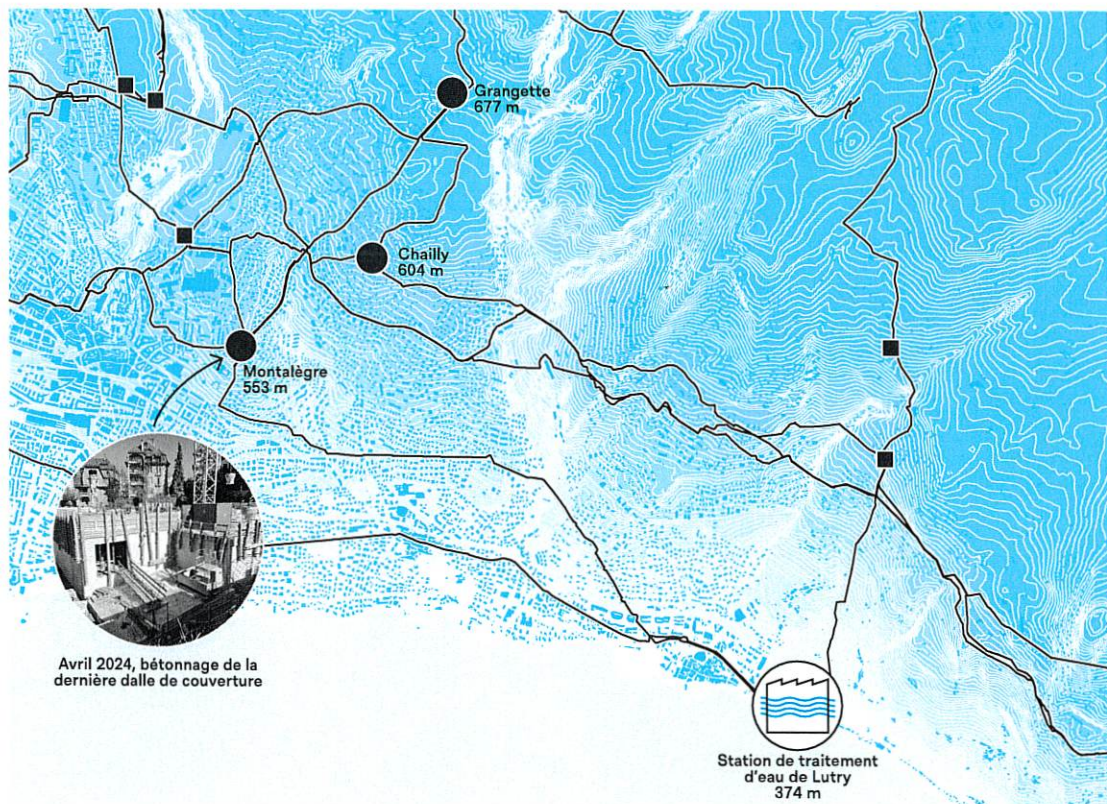 Grangette
677 m
Chailly
604 m
Montalègre
553 m
Avril 2024, bétonnage de la
dernière dalle de couverture
Station de traitement
d'eau de Lutry
374 m